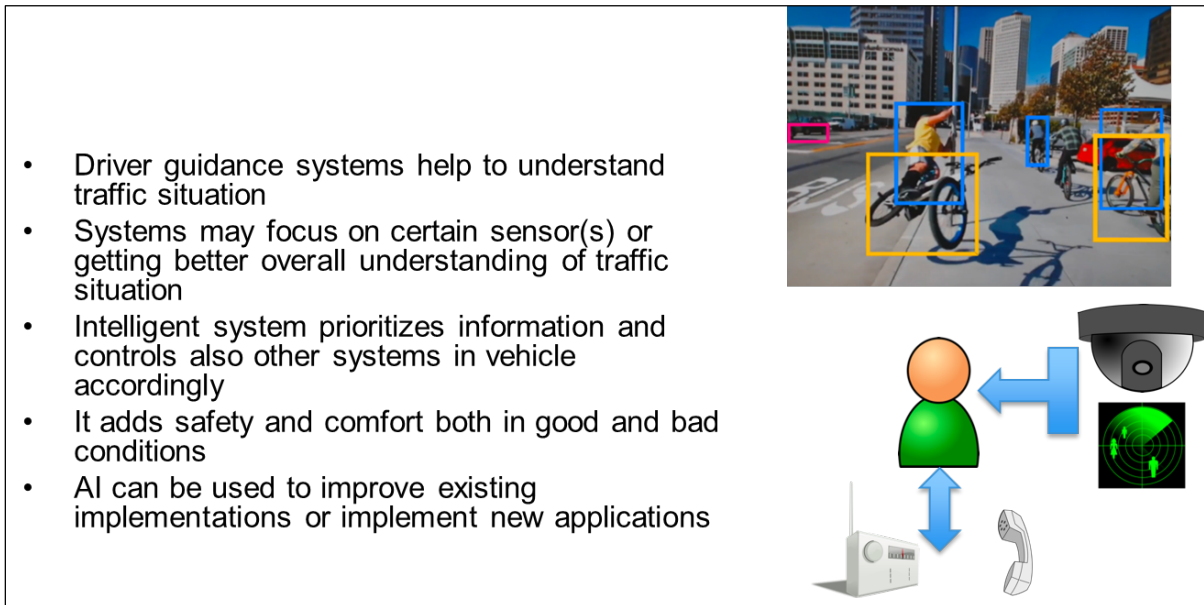 • Driver guidance systems help to understand
traffic situation
• Systems may focus on certain sensor(s) or
getting better overall understanding of traffic
situation
• Intelligent system prioritizes information and
controls also other systems in vehicle
accordingly
• It adds safety and comfort both in good and bad
conditions
• AI can be used to improve existing
implementations or implement new applications